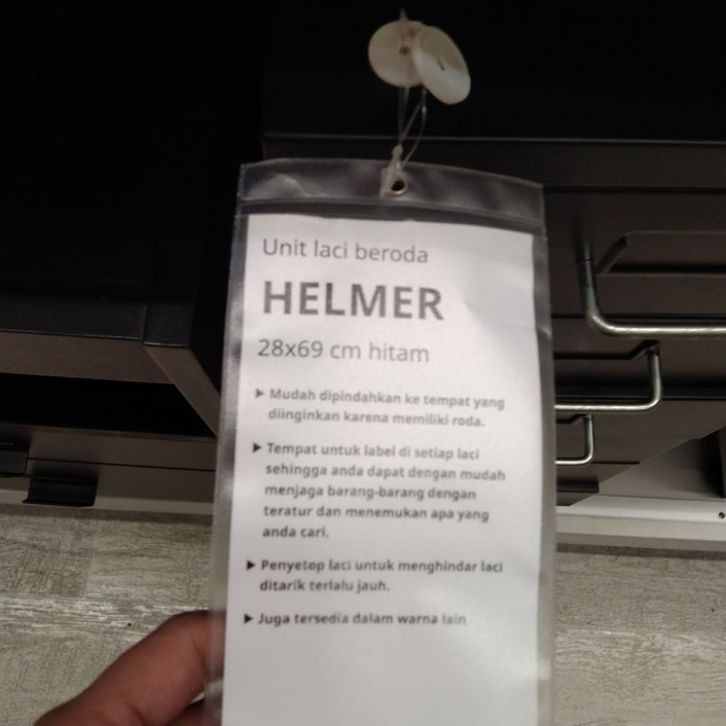 Unit laci beroda
HELMER
28x69 cm hitam
▶ Mudah dipindahkan ke tempat yang
diinginkan karena memiliki roda.
▶ Tempat untuk label di setiap laci
sehingga anda dapat dengan mudah
menjaga barang-barang dengan
teratur dan menemukan apa yang
anda cari.
▶ Penyetop laci untuk menghindar laci
ditarik terlalu jauh.
▶ Juga tersedia dalam warna lain